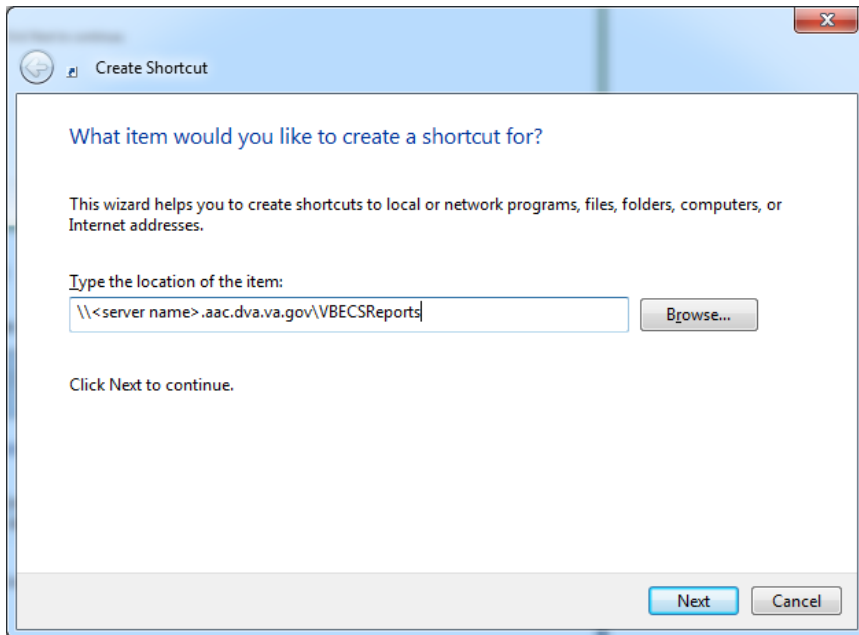 Create Shortcut
What item would you like to create a shortcut for?
This wizard helps you to create shortcuts to local or network programs, files, folders, computers, or
Internet addresses.
Type the location of the item:
\\<server name>.aac.dva.va.gov\VBECSReports
Browse...
Click Next to continue.
Next Cancel